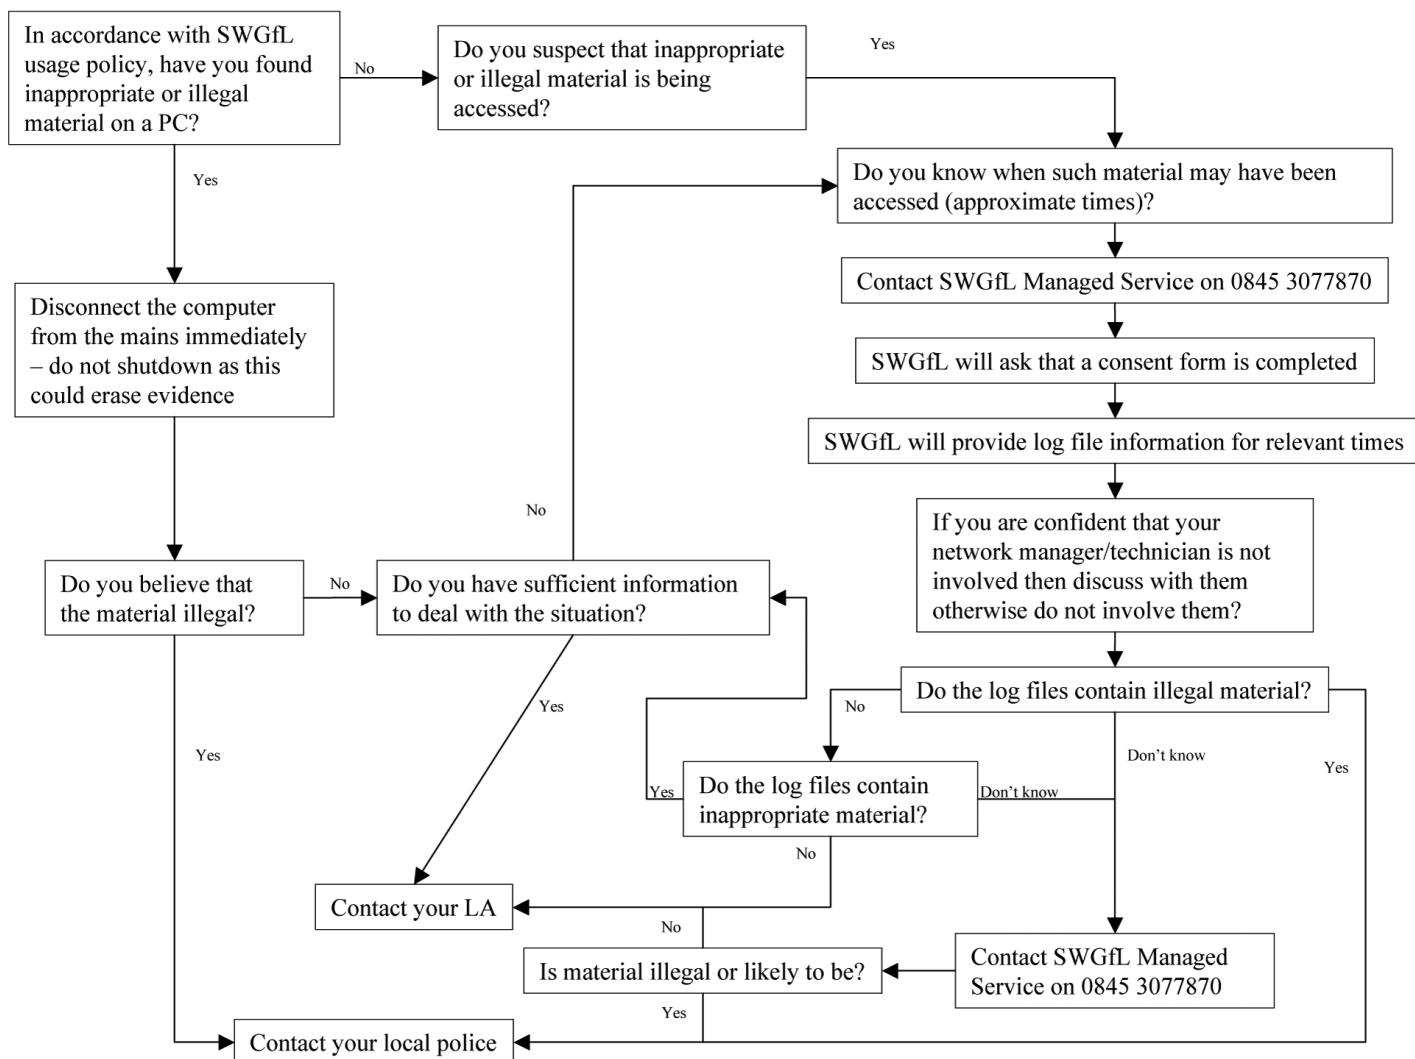 In accordance with SWGfL
usage policy, have you found
inappropriate or illegal
material on a PC?
No
Do you suspect that inappropriate
or illegal material is being
accessed?
Yes
Yes
Do you know when such material may have been
accessed (approximate times)?
Contact SWGfL Managed Service on 0845 3077870
Disconnect the computer
from the mains immediately
– do not shutdown as this
could erase evidence
SWGfL will ask that a consent form is completed
SWGfL will provide log file information for relevant times
No
If you are confident that your
network manager/technician is not
involved then discuss with them
otherwise do not involve them?
Do you believe that
the material illegal?
No
Do you have sufficient information
to deal with the situation?
Do the log files contain illegal material?
Yes
No
Yes
Don’t know
Yes
Do the log files contain
inappropriate material?
Yes
Don’t know
No
Contact your LA
No
Is material illegal or likely to be?
Contact SWGfL Managed
Service on 0845 3077870
Yes
Contact your local police